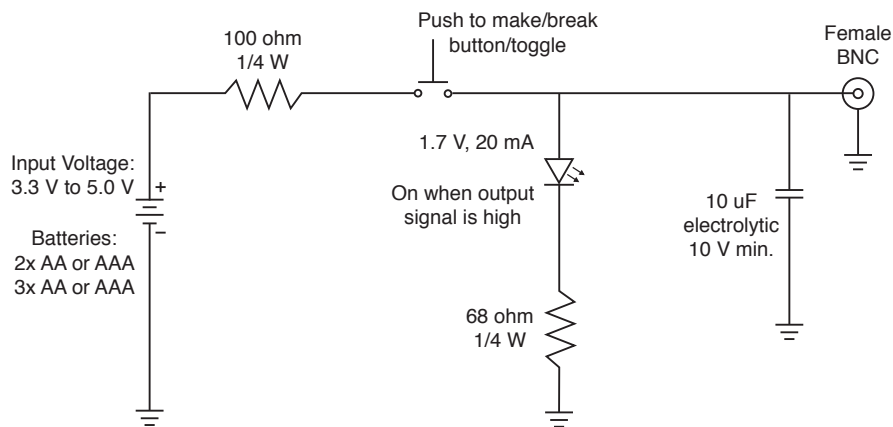 Push to make/break
button/toggle
100 ohm
1/4 W
Female
BNC
1.7 V, 20 mA
Input Voltage:
3.3 V to 5.0 V
+
−
On when output
signal is high
10 uF
electrolytic
10 V min.
Batteries:
2x AA or AAA
3x AA or AAA
68 ohm
1/4 W